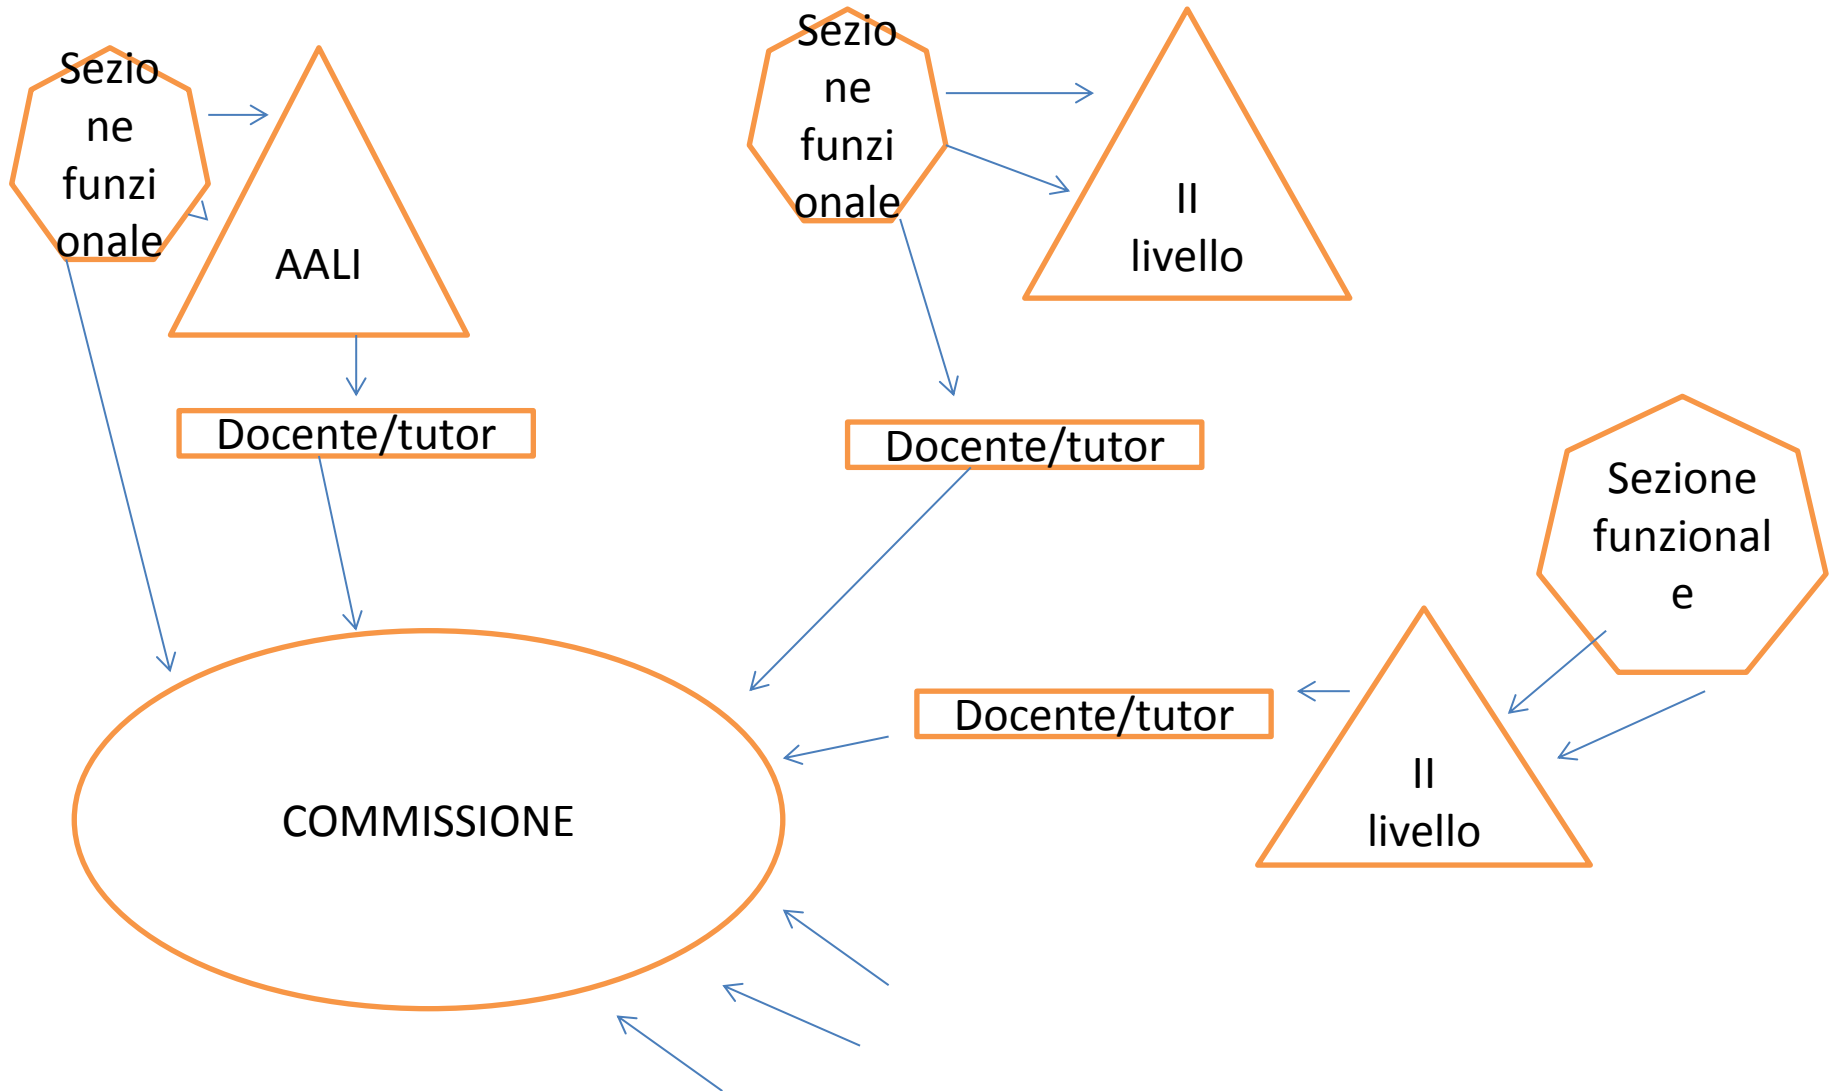 Sezio
ne
funzi
onale
AALI
Docente/tutor
Sezio
ne
funzi
onale
II
livello
Docente/tutor
Sezione
funzional
e
II
livello
Docente/tutor
COMMISSIONE